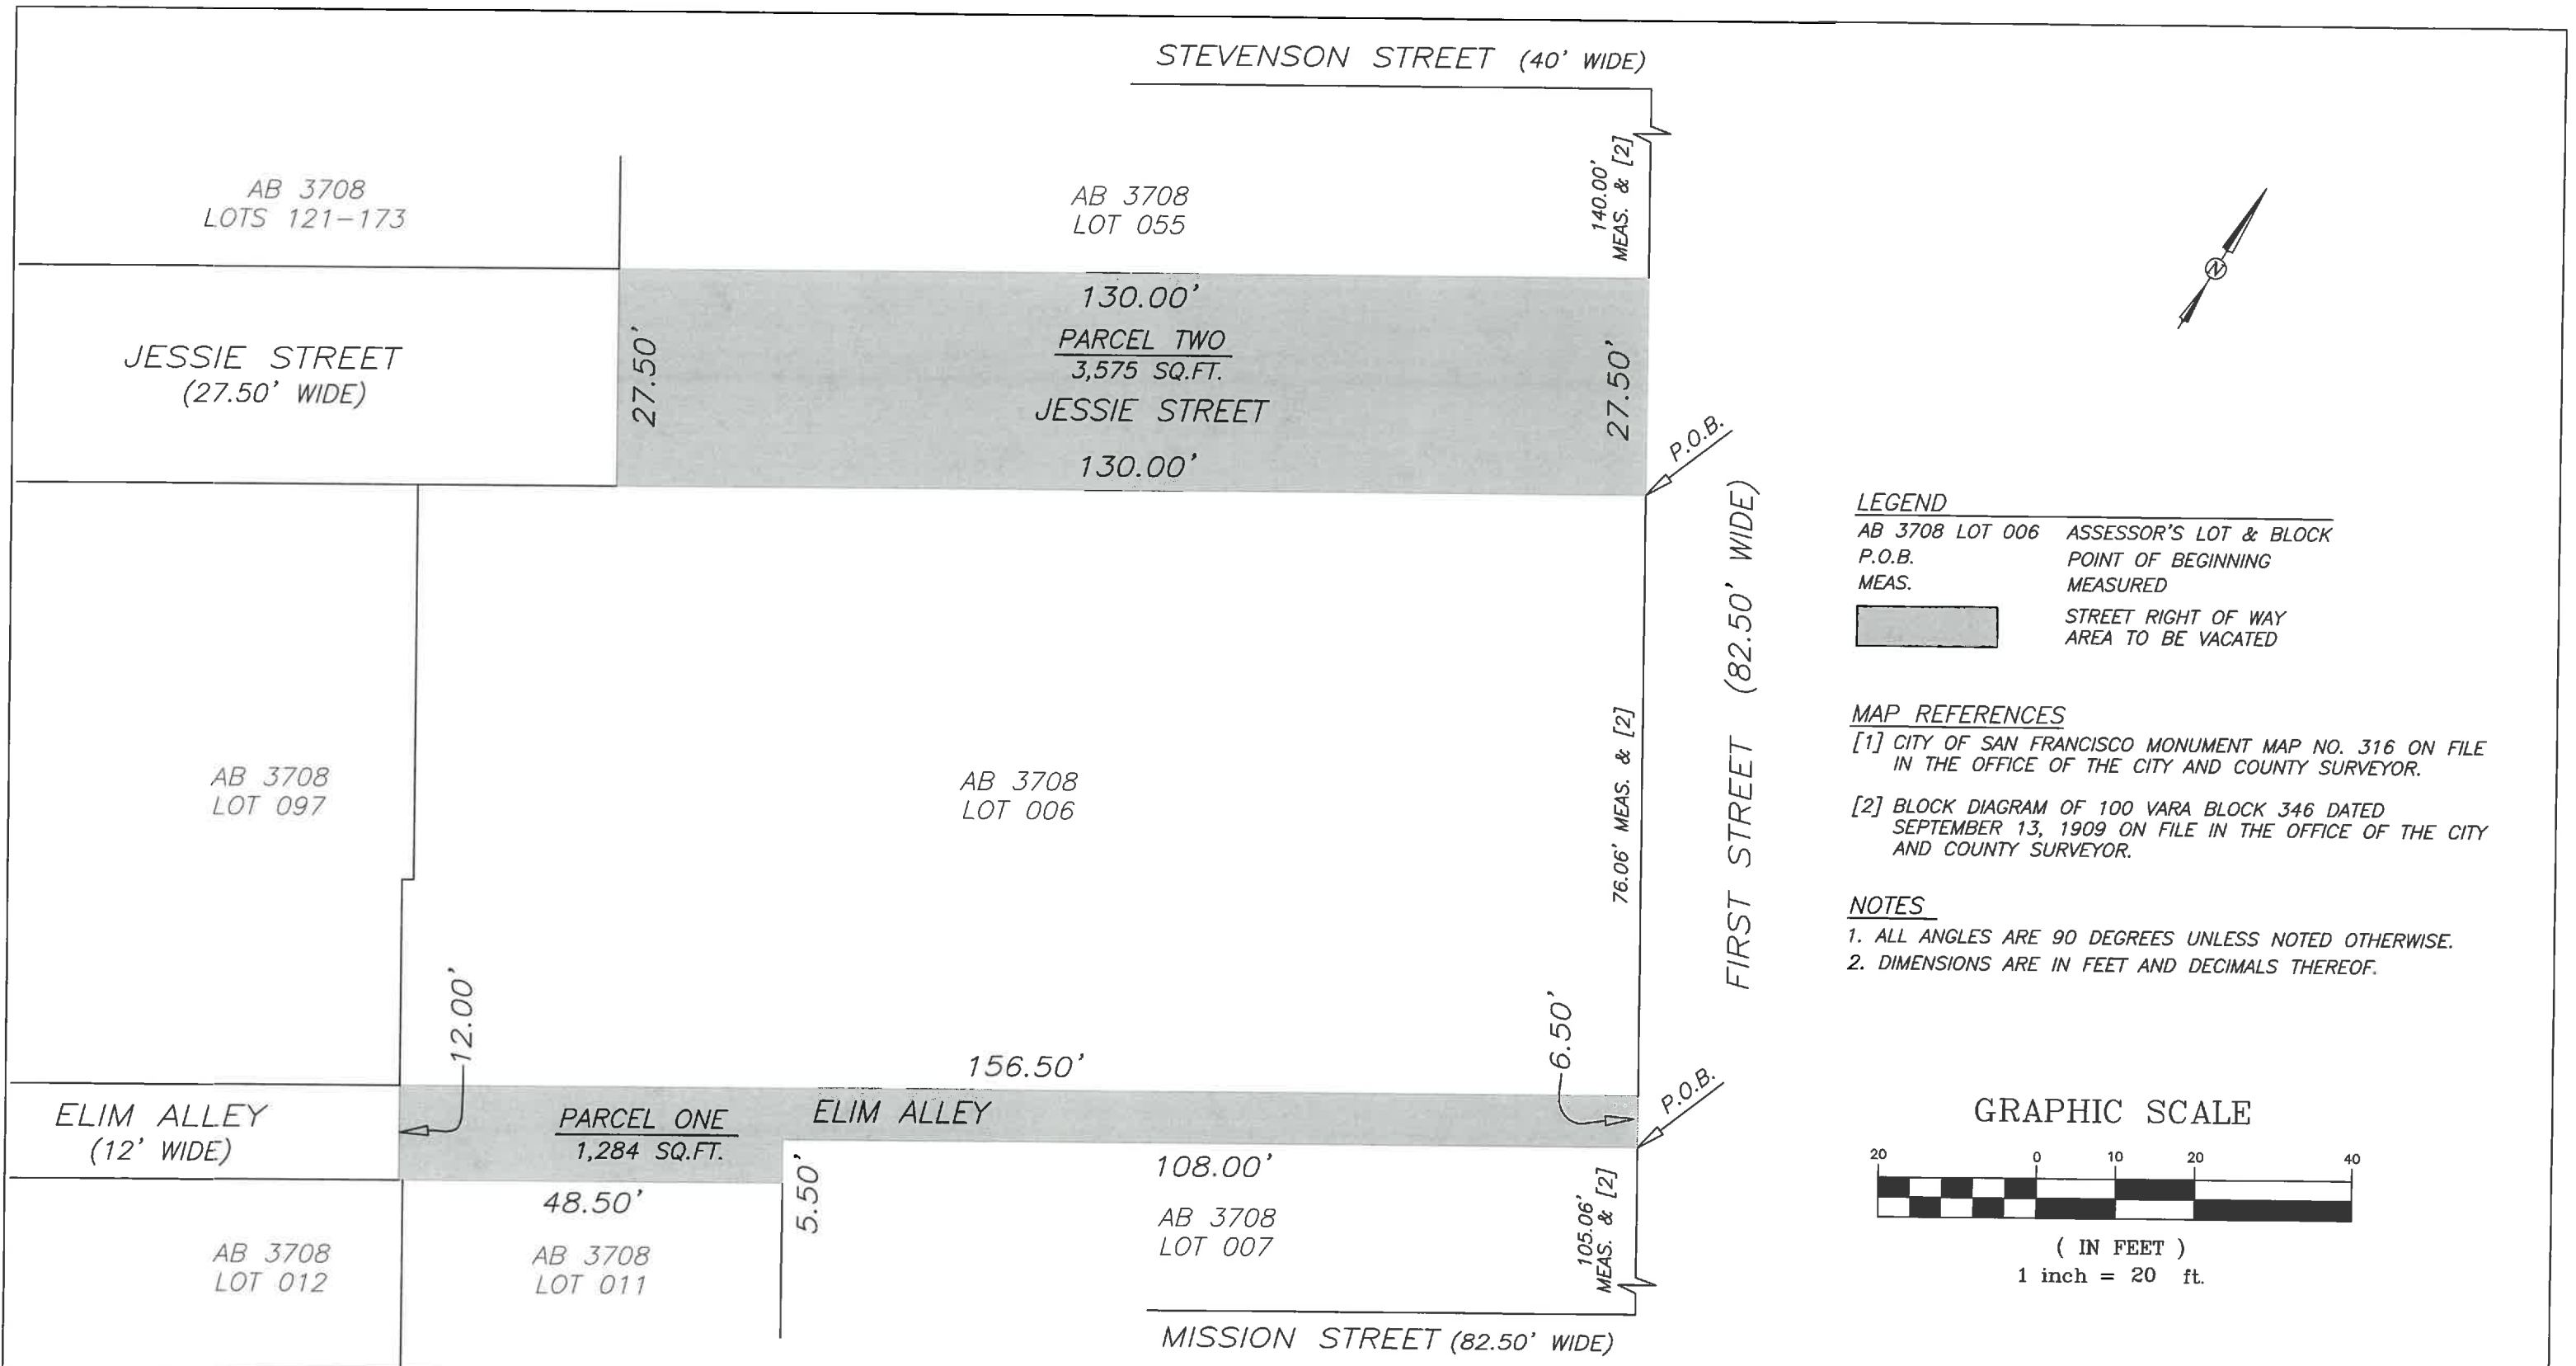 STEVENSON STREET (40' WIDE)
AB 3708
LOTS 121-173
AB 3708
LOT 055
140.00'
MEAS. & [2]
JESSIE STREET
(27.50' WIDE)
27.50'
130.00'
PARCEL TWO
3,575 SQ.FT.
JESSIE STREET
130.00'
27.50'
P.O.B.
N
FIRST STREET (82.50' WIDE)
AB 3708
LOT 097
AB 3708
LOT 006
76.06' MEAS. & [2]
12.00'
156.50'
6.50'
P.O.B.
ELIM ALLEY
(12' WIDE)
PARCEL ONE
1,284 SQ.FT.
ELIM ALLEY
48.50'
5.50'
108.00'
AB 3708
LOT 012
AB 3708
LOT 011
AB 3708
LOT 007
105.06'
MEAS. & [2]
MISSION STREET (82.50' WIDE)
LEGEND
AB 3708 LOT 006 ASSESSOR'S LOT & BLOCK
P.O.B. POINT OF BEGINNING
MEAS. MEASURED
STREET RIGHT OF WAY
AREA TO BE VACATED
MAP REFERENCES
[1] CITY OF SAN FRANCISCO MONUMENT MAP NO. 316 ON FILE
IN THE OFFICE OF THE CITY AND COUNTY SURVEYOR.
[2] BLOCK DIAGRAM OF 100 VARA BLOCK 346 DATED
SEPTEMBER 13, 1909 ON FILE IN THE OFFICE OF THE CITY
AND COUNTY SURVEYOR.
NOTES
1. ALL ANGLES ARE 90 DEGREES UNLESS NOTED OTHERWISE.
2. DIMENSIONS ARE IN FEET AND DECIMALS THEREOF.
GRAPHIC SCALE
20 0 10 20 40
( IN FEET )
1 inch = 20 ft.